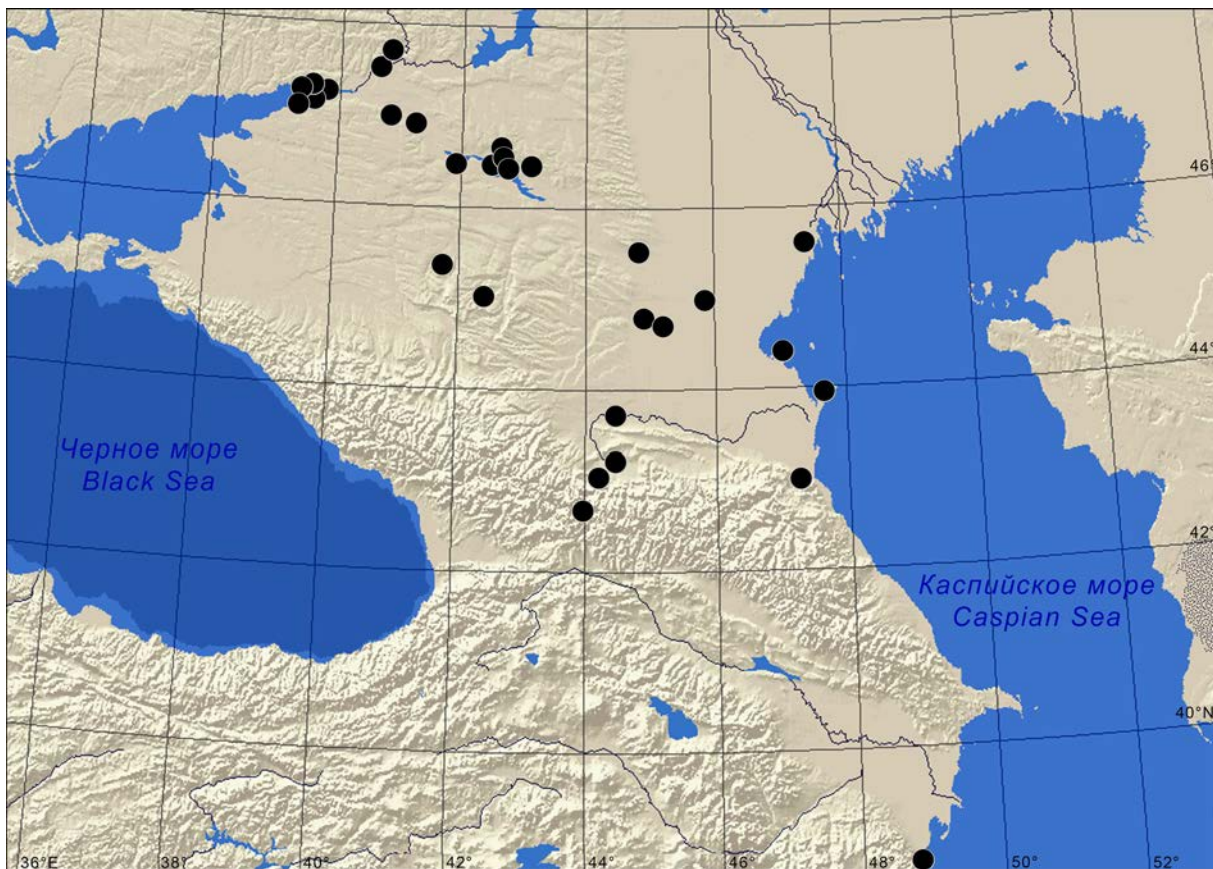 46°
44°
Черное море
Black Sea
42°
Каспийское море
Caspian Sea
40°N
36°E 38° 40° 42° 44° 46° 48° 50° 52°